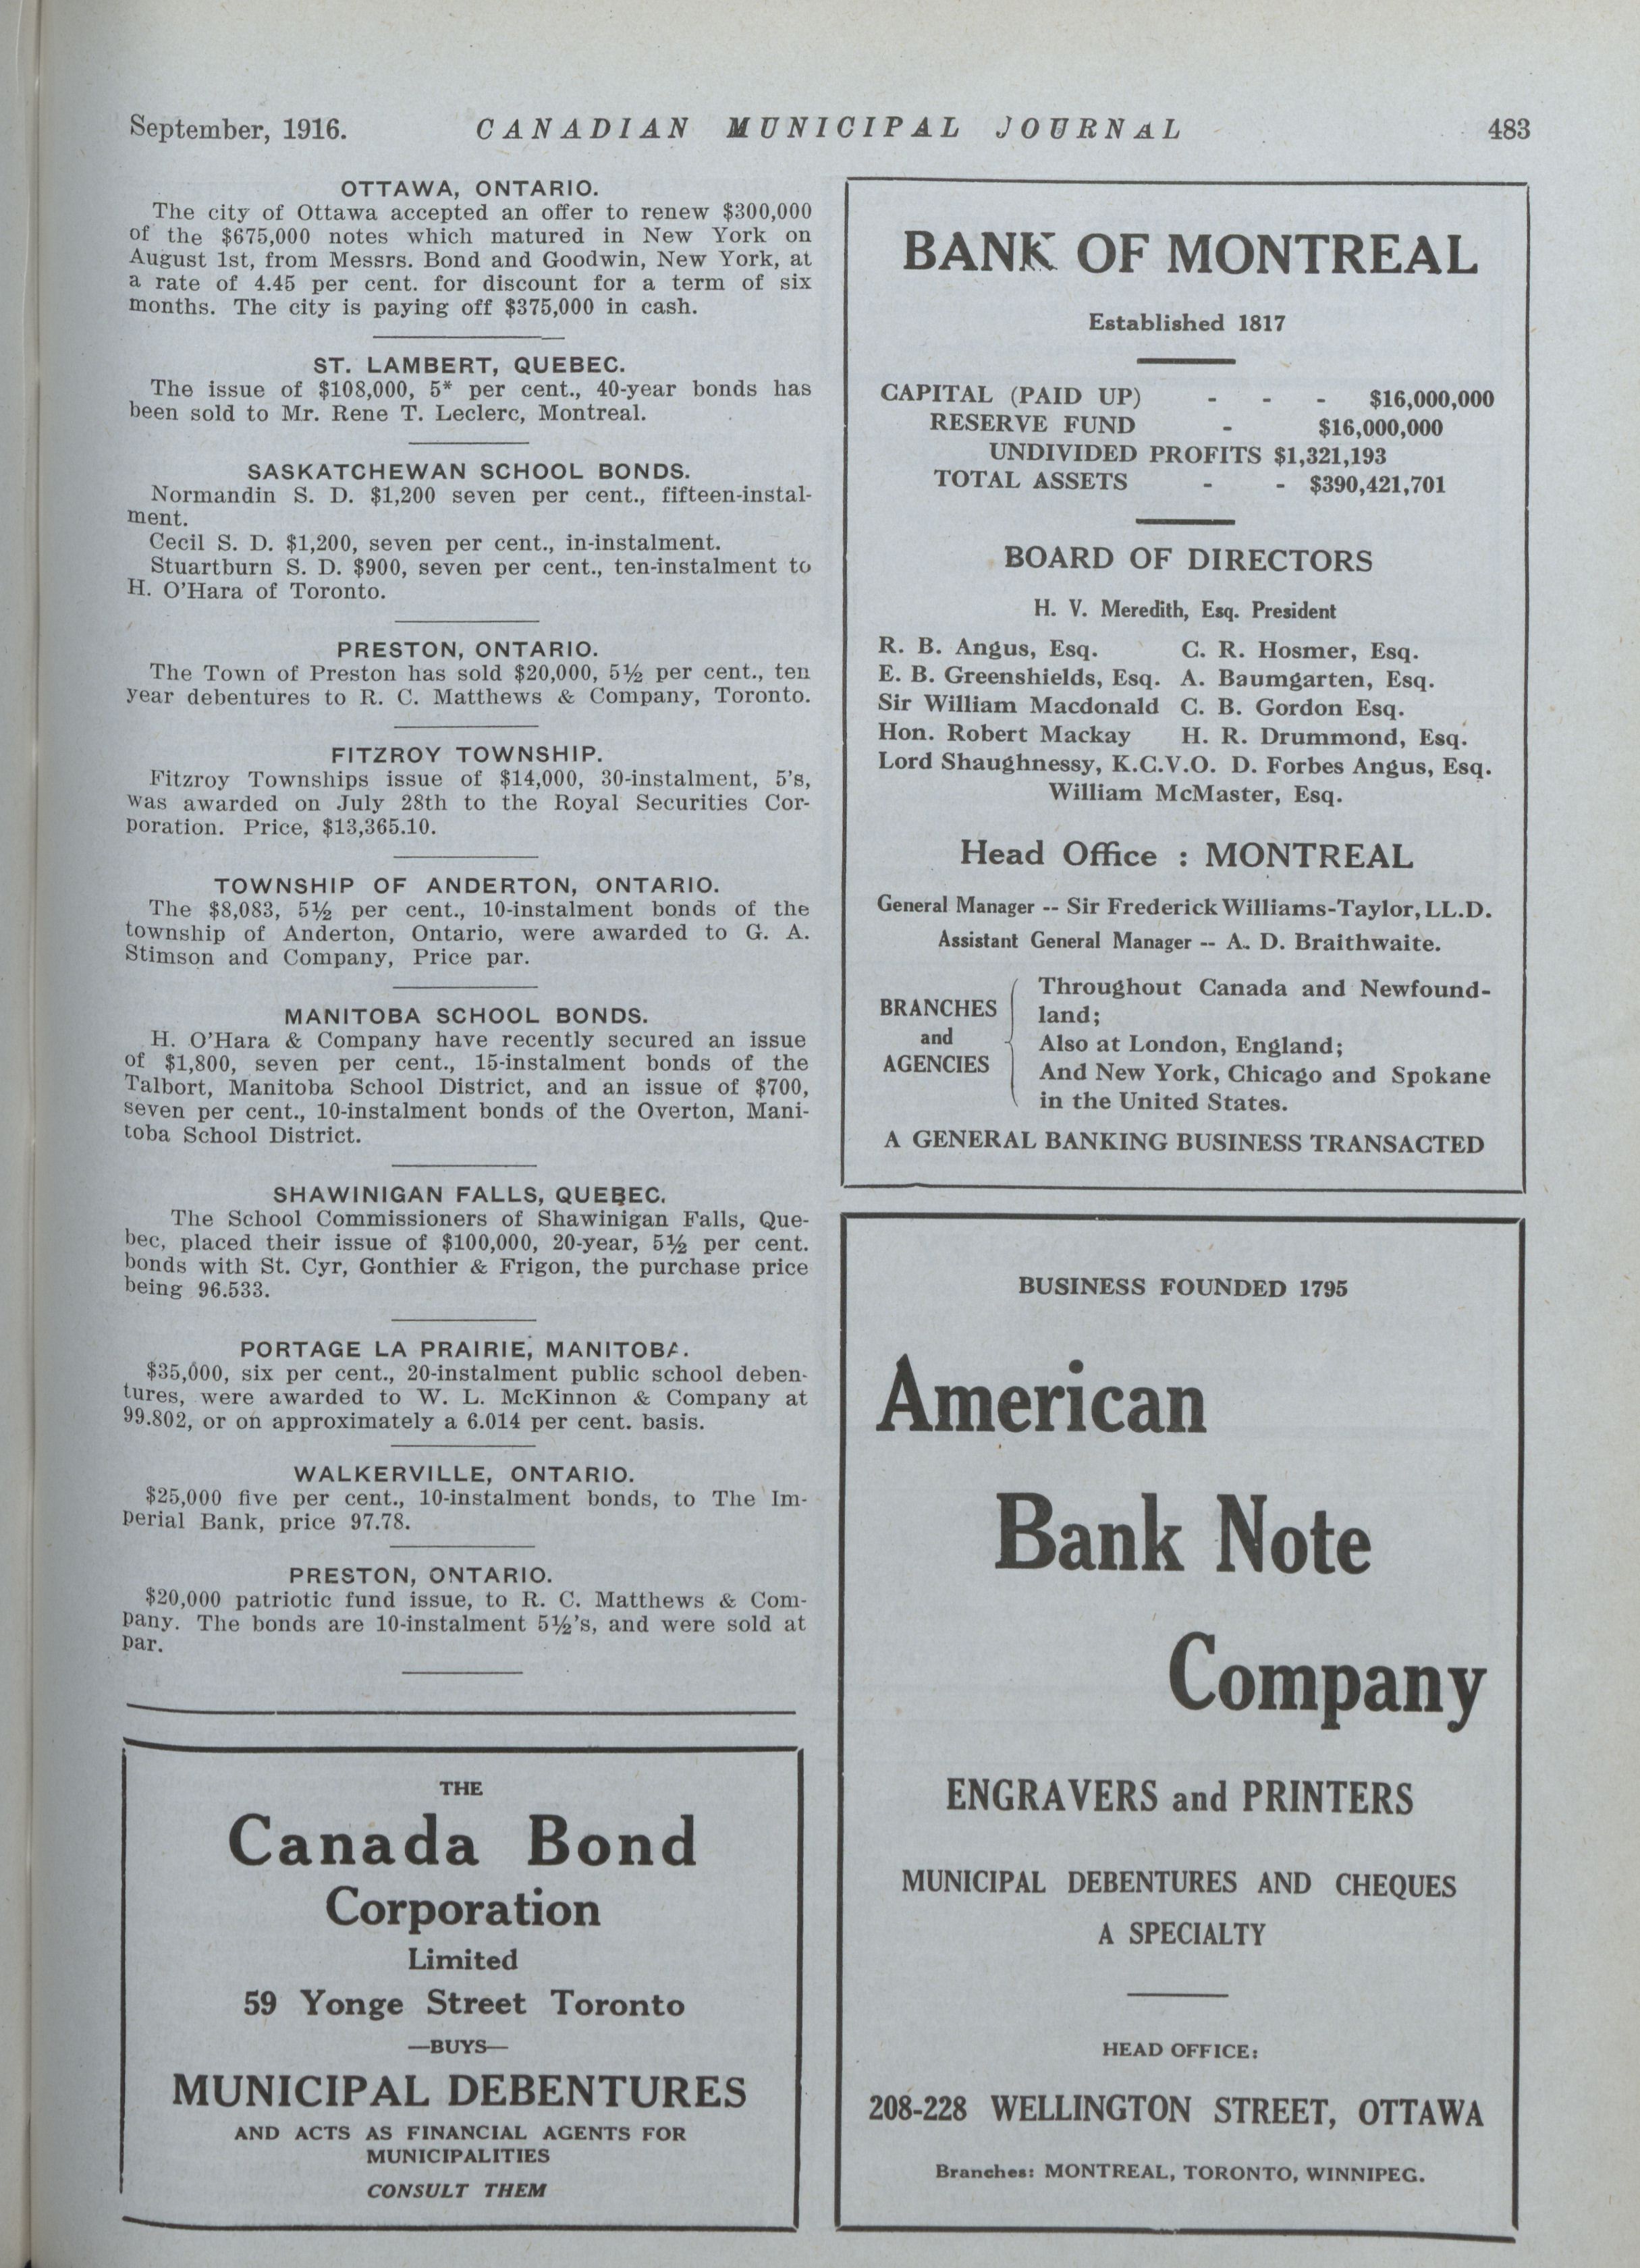 September, 1916.
CANADIAN MUNICIPAL JOURNAL
483
OTTAWA, ONTARIO.
The city of Ottawa accepted an offer to renew $300,000
of the $675,000 notes which matured in New York on
August 1st, from Messrs. Bond and Goodwin, New York, at
a rate of 4.45 per cent. for discount for a term of six
months. The city is paying off $375,000 in cash.
ST. LAMBERT, QUEBEC.
The issue of $108,000, 5* per cent., 40-year bonds has
been sold to Mr. Rene T. Leclerc, Montreal.
SASKATCHEWAN SCHOOL BONDS.
Normandin S. D. $1,200 seven per cent., fifteen-instal-
ment.
Cecil S. D. $1,200, seven per cent., in-instalment.
Stuartburn S. D. $900, seven per cent., ten-instalment to
H. O'Hara of Toronto.
PRESTON, ONTARIO.
The Town of Preston has sold $20,000, 5½ per cent., ten
year debentures to R. C. Matthews & Company, Toronto.
FITZROY TOWNSHIP.
Fitzroy Townships issue of $14,000, 30-instalment, 5's,
was awarded on July 28th to the Royal Securities Cor-
poration. Price, $13,365.10.
TOWNSHIP OF ANDERTON, ONTARIO.
The $8,083, 5½ per cent., 10-instalment bonds of the
township of Anderton, Ontario, were awarded to G. A.
Stimson and Company, Price par.
MANITOBA SCHOOL BONDS.
H. O'Hara & Company have recently secured an issue
of $1,800, seven per cent., 15-instalment bonds of the
Talbort, Manitoba School District, and an issue of $700,
seven per cent., 10-instalment bonds of the Overton, Mani-
toba School District.
SHAWINIGAN FALLS, QUEBEC.
The School Commissioners of Shawinigan Falls, Que-
bec, placed their issue of $100,000, 20-year, 5½ per cent.
bonds with St. Cyr, Gonthier & Frigon, the purchase price
being 96.533.
PORTAGE LA PRAIRIE, MANITOBA.
$35,000, six per cent., 20-instalment public school deben-
tures, were awarded to W. L. McKinnon & Company at
99.802, or on approximately a 6.014 per cent. basis.
WALKERVILLE, ONTARIO.
$25,000 five per cent., 10-instalment bonds, to The Im-
perial Bank, price 97.78.
PRESTON, ONTARIO.
$20,000 patriotic fund issue, to R. C. Matthews & Com-
pany. The bonds are 10-instalment 5½'s, and were sold at
par.
THE
Canada Bond
Corporation
Limited
59 Yonge Street Toronto
—BUYS—
MUNICIPAL DEBENTURES
AND ACTS AS FINANCIAL AGENTS FOR
MUNICIPALITIES
CONSULT THEM
BANK OF MONTREAL
Established 1817
CAPITAL (PAID UP) - - - $16,000,000
RESERVE FUND - $16,000,000
UNDIVIDED PROFITS $1,321,193
TOTAL ASSETS - - $390,421,701
BOARD OF DIRECTORS
H. V. Meredith, Esq. President
R. B. Angus, Esq. C. R. Hosmer, Esq.
E. B. Greenshields, Esq. A. Baumgarten, Esq.
Sir William Macdonald C. B. Gordon Esq.
Hon. Robert Mackay H. R. Drummond, Esq.
Lord Shaughnessy, K.C.V.O. D. Forbes Angus, Esq.
William McMaster, Esq.
Head Office : MONTREAL
General Manager -- Sir Frederick Williams-Taylor, LL.D.
Assistant General Manager -- A. D. Braithwaite.
BRANCHES
and
AGENCIES
Throughout Canada and Newfound-
land;
Also at London, England;
And New York, Chicago and Spokane
in the United States.
A GENERAL BANKING BUSINESS TRANSACTED
BUSINESS FOUNDED 1795
American
Bank Note
Company
ENGRAVERS and PRINTERS
MUNICIPAL DEBENTURES AND CHEQUES
A SPECIALTY
HEAD OFFICE:
208-228 WELLINGTON STREET, OTTAWA
Branches: MONTREAL, TORONTO, WINNIPEG.